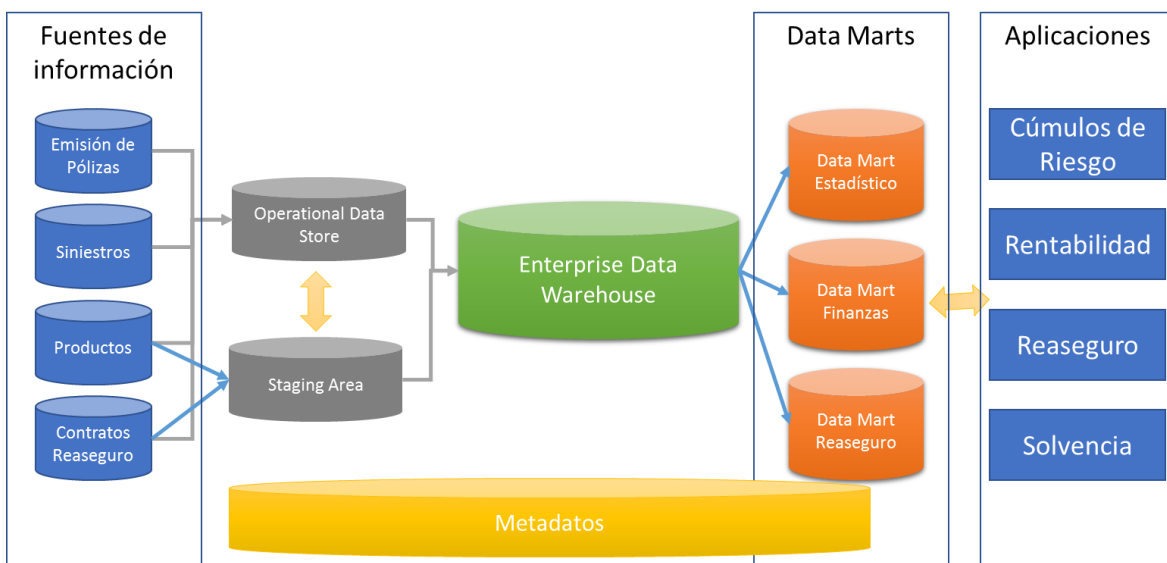 Fuentes de
información
Emisión de
Pólizas
Siniestros
Productos
Contratos
Reaseguro
Operational Data
Store
Staging Area
Enterprise Data
Warehouse
Data Marts
Data Mart
Estadístico
Data Mart
Finanzas
Data Mart
Reaseguro
Aplicaciones
Cúmulos de
Riesgo
Rentabilidad
Reaseguro
Solvencia
Metadatos